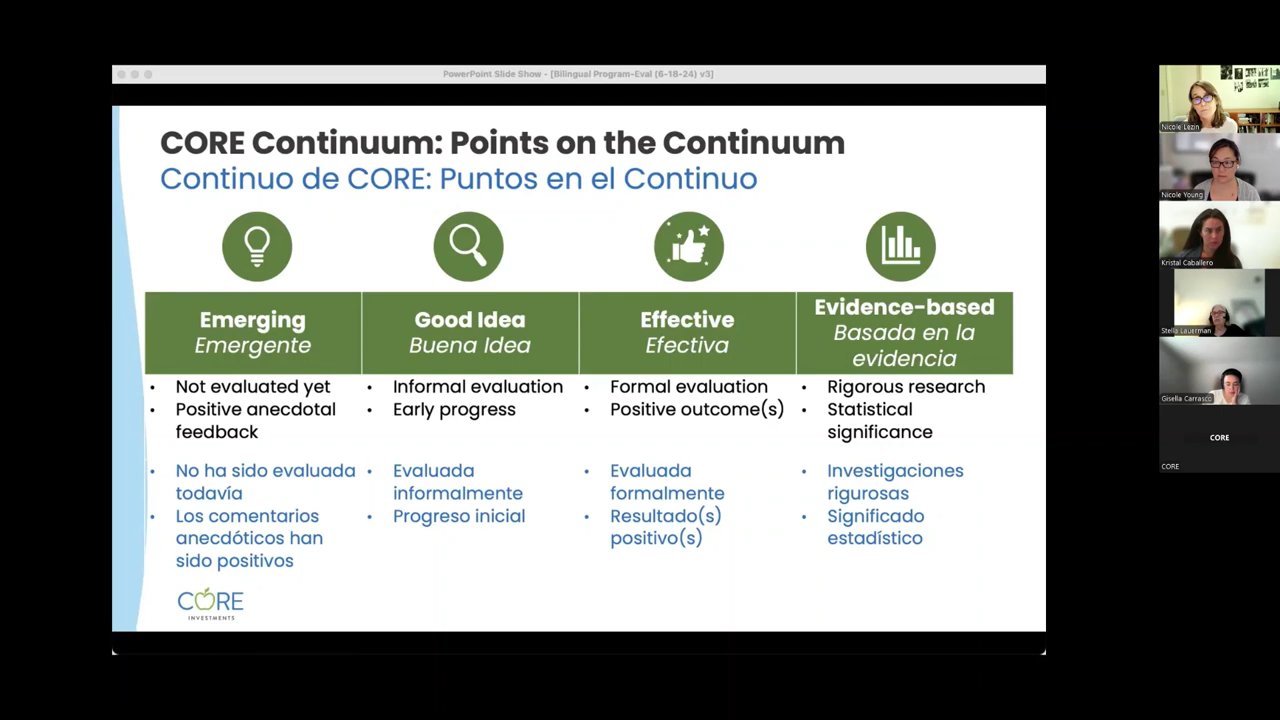 PowerPoint Slide Show - [Bilingual Program-Eval (6-18-24) v3]
CORE Continuum: Points on the Continuum
Continuo de CORE: Puntos en el Continuo
Emerging
Emergente
Good Idea
Buena Idea
Effective
Efectiva
Evidence-based
Basada en la
evidencia
• Not evaluated yet
• Positive anecdotal
feedback
• No ha sido evaluada
todavía
• Los comentarios
anecdóticos han
sido positivos
• Informal evaluation
• Early progress
• Evaluada
informalmente
• Progreso inicial
• Formal evaluation
• Positive outcome(s)
• Evaluada
formalmente
• Resultado(s)
positivo(s)
• Rigorous research
• Statistical
significance
• Investigaciones
rigurosas
• Significado
estadístico
CORE
INVESTMENTS
Nicole Lezin
Nicole Young
Kristal Caballero
Stella Lauerman
Gisella Carrasco
CORE
CORE